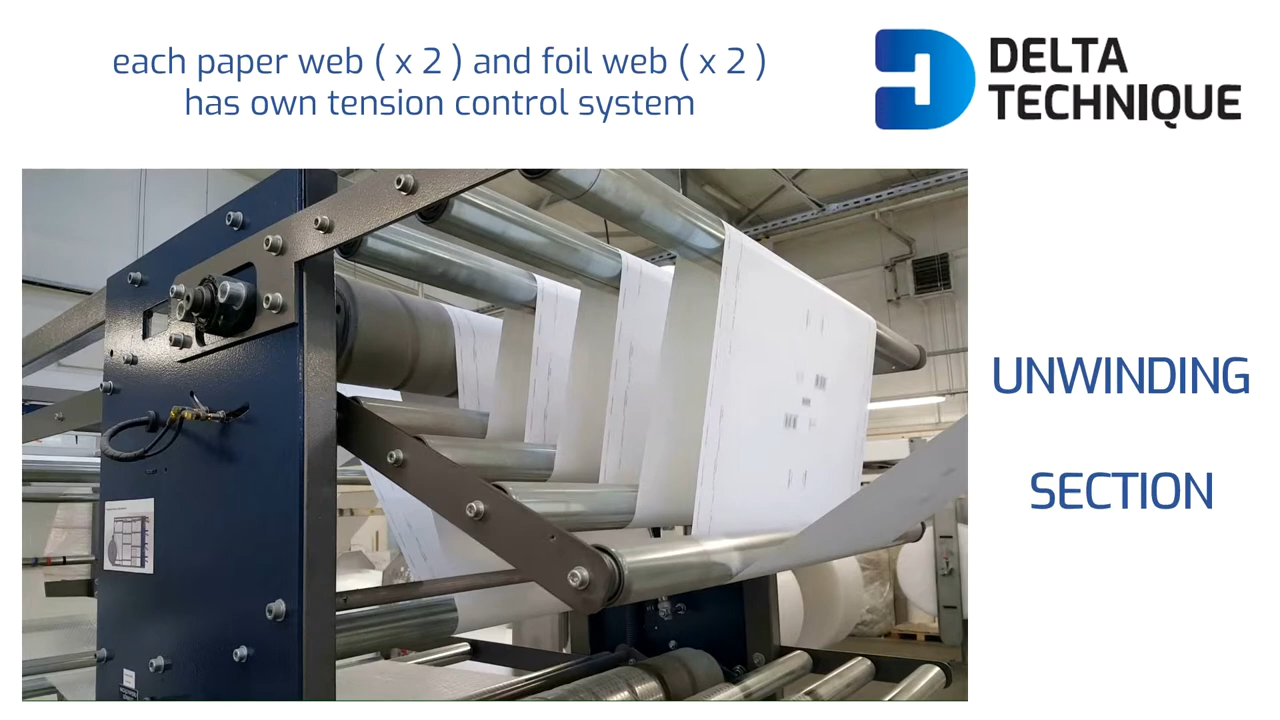 each paper web ( x 2 ) and foil web ( x 2 )
has own tension control system
DELTA
TECHNIQUE
UNWINDING
SECTION